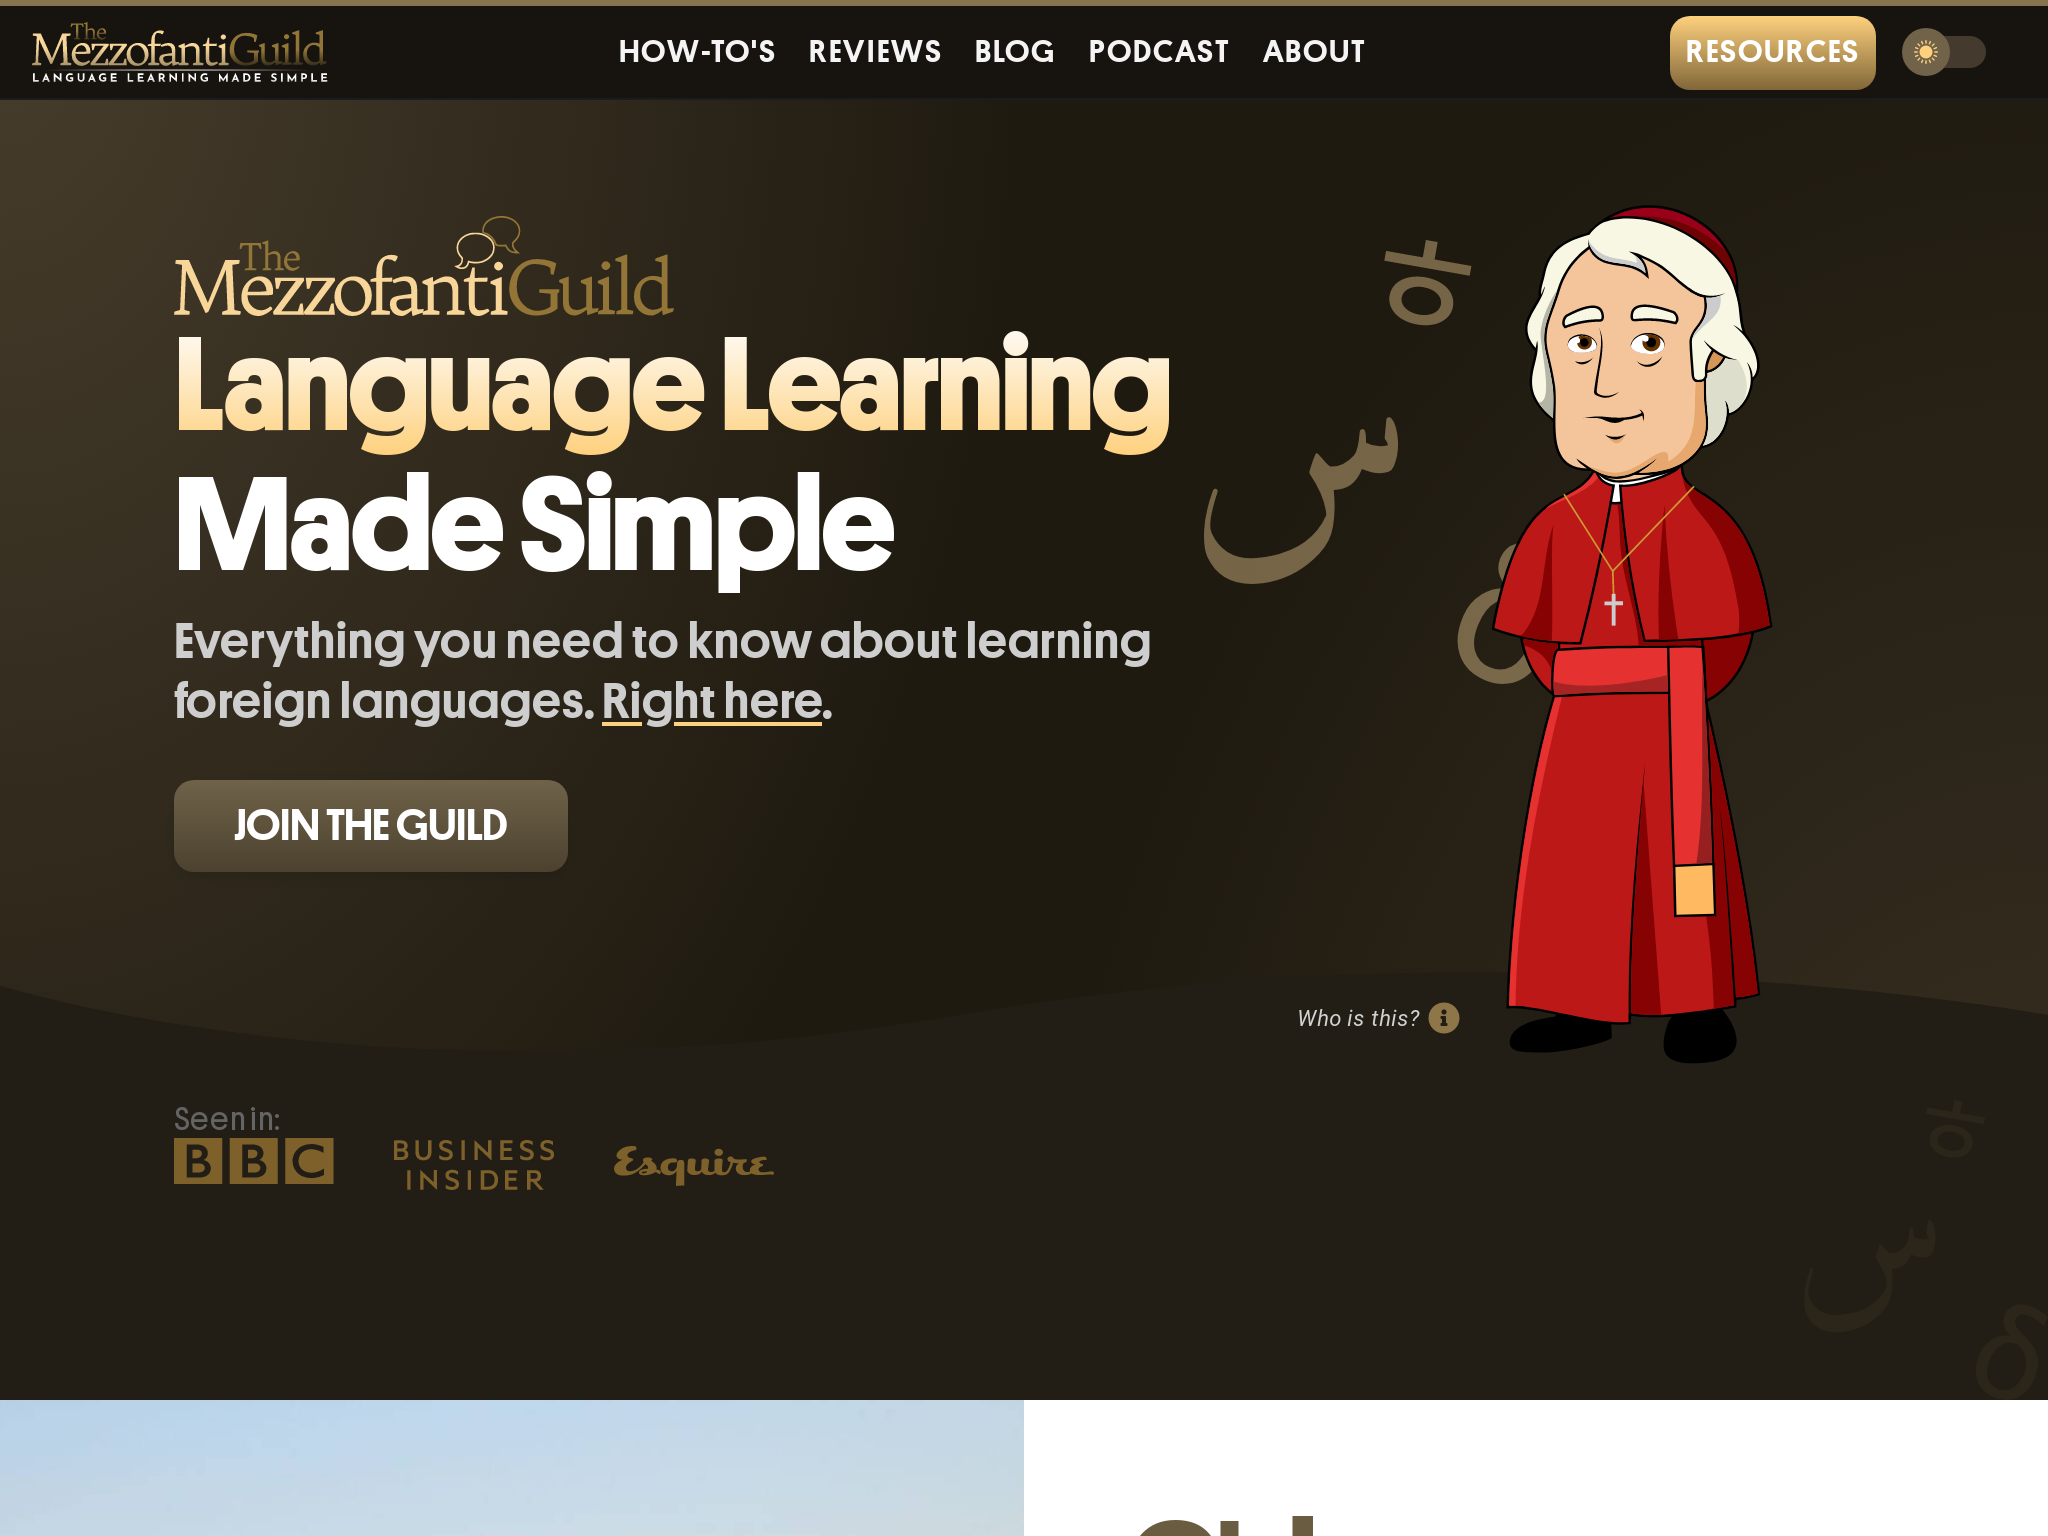 The
MezzofantiGuild
LANGUAGE LEARNING MADE SIMPLE
HOW-TO'S REVIEWS BLOG PODCAST ABOUT
RESOURCES
The
MezzofantiGuild
Language Learning
Made Simple
Everything you need to know about learning
foreign languages. Right here.
JOIN THE GUILD
하
س
Who is this?
Seen in:
BBC
BUSINESS
INSIDER
Esquire
하
س